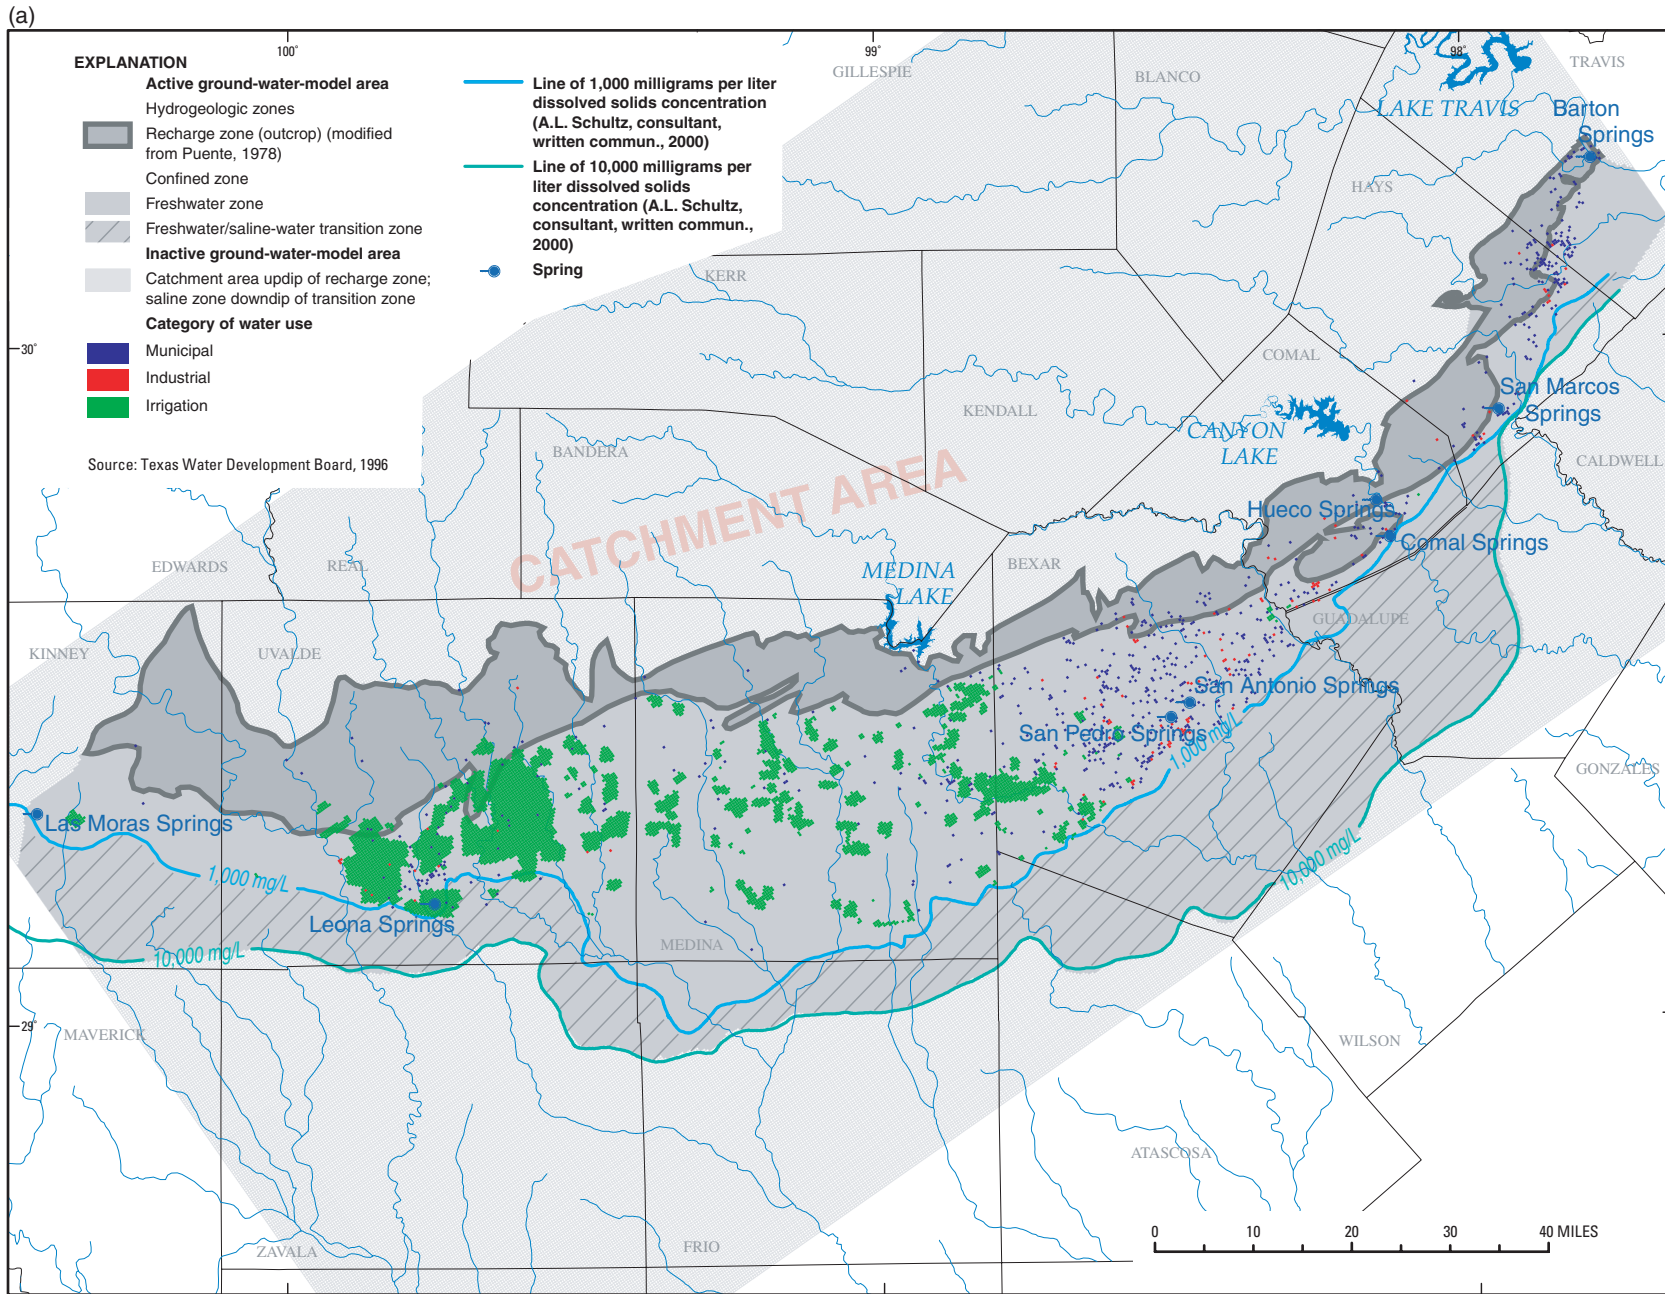 (a)
100°
99°
98°
EXPLANATION
Active ground-water-model area
Hydrogeologic zones
Recharge zone (outcrop) (modified
from Puente, 1978)
Confined zone
Freshwater zone
Freshwater/saline-water transition zone
Inactive ground-water-model area
Catchment area updip of recharge zone;
saline zone downdip of transition zone
Category of water use
Municipal
Industrial
Irrigation
Source: Texas Water Development Board, 1996
Line of 1,000 milligrams per liter
dissolved solids concentration
(A.L. Schultz, consultant,
written commun., 2000)
Line of 10,000 milligrams per
liter dissolved solids
concentration (A.L. Schultz,
consultant, written commun.,
2000)
Spring
GILLESPIE
BLANCO
TRAVIS
LAKE TRAVIS
Barton
Springs
HAYS
KERR
30°
COMAL
KENDALL
San Marcos
Springs
CANYON
LAKE
BANDERA
CALDWELL
CATCHMENT AREA
Hueco Springs
Comal Springs
EDWARDS
REAL
MEDINA
LAKE
BEXAR
GUADALUPE
KINNEY
UVALDE
San Antonio Springs
San Pedro Springs
1,000 mg/L
GONZALES
Las Moras Springs
1,000 mg/L
10,000 mg/L
Leona Springs
MEDINA
10,000 mg/L
29°
MAVERICK
WILSON
ATASCOSA
ZAVALA
FRIO
0 10 20 30 40 MILES